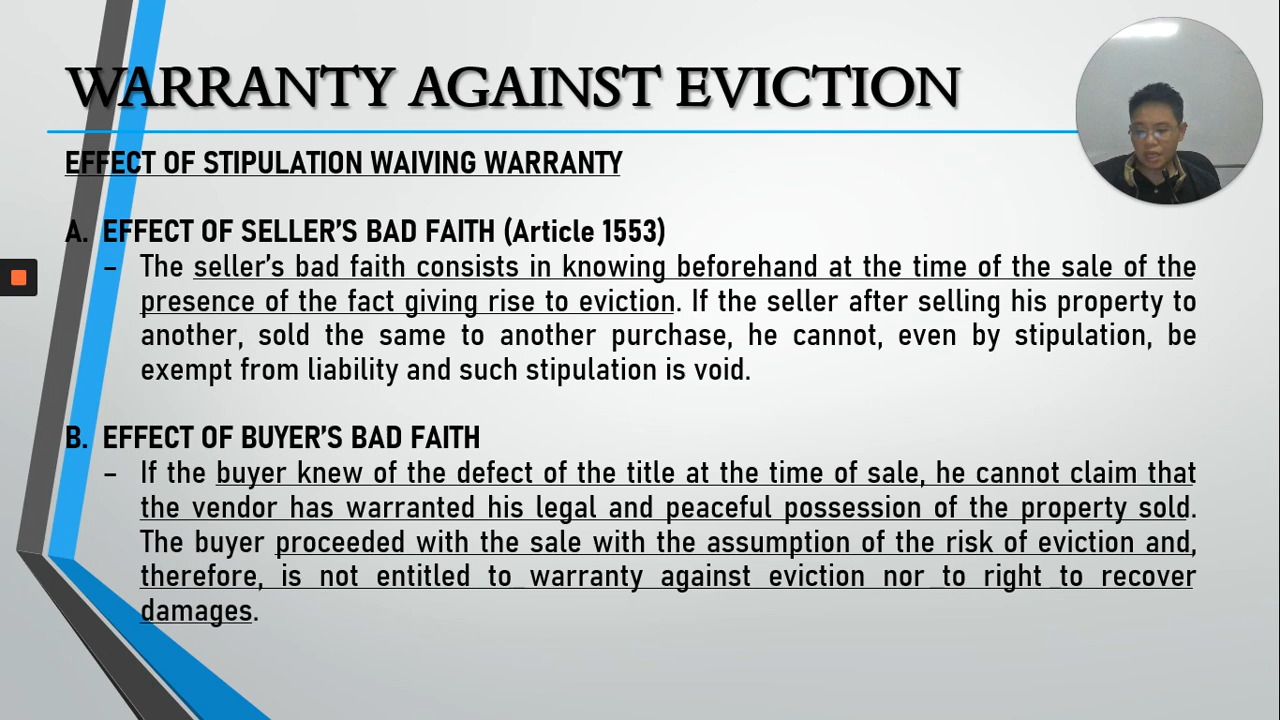 WARRANTY AGAINST EVICTION
EFFECT OF STIPULATION WAIVING WARRANTY
A. EFFECT OF SELLER'S BAD FAITH (Article 1553)
– The seller's bad faith consists in knowing beforehand at the time of the sale of the
presence of the fact giving rise to eviction. If the seller after selling his property to
another, sold the same to another purchase, he cannot, even by stipulation, be
exempt from liability and such stipulation is void.
B. EFFECT OF BUYER'S BAD FAITH
– If the buyer knew of the defect of the title at the time of sale, he cannot claim that
the vendor has warranted his legal and peaceful possession of the property sold.
The buyer proceeded with the sale with the assumption of the risk of eviction and,
therefore, is not entitled to warranty against eviction nor to right to recover
damages.